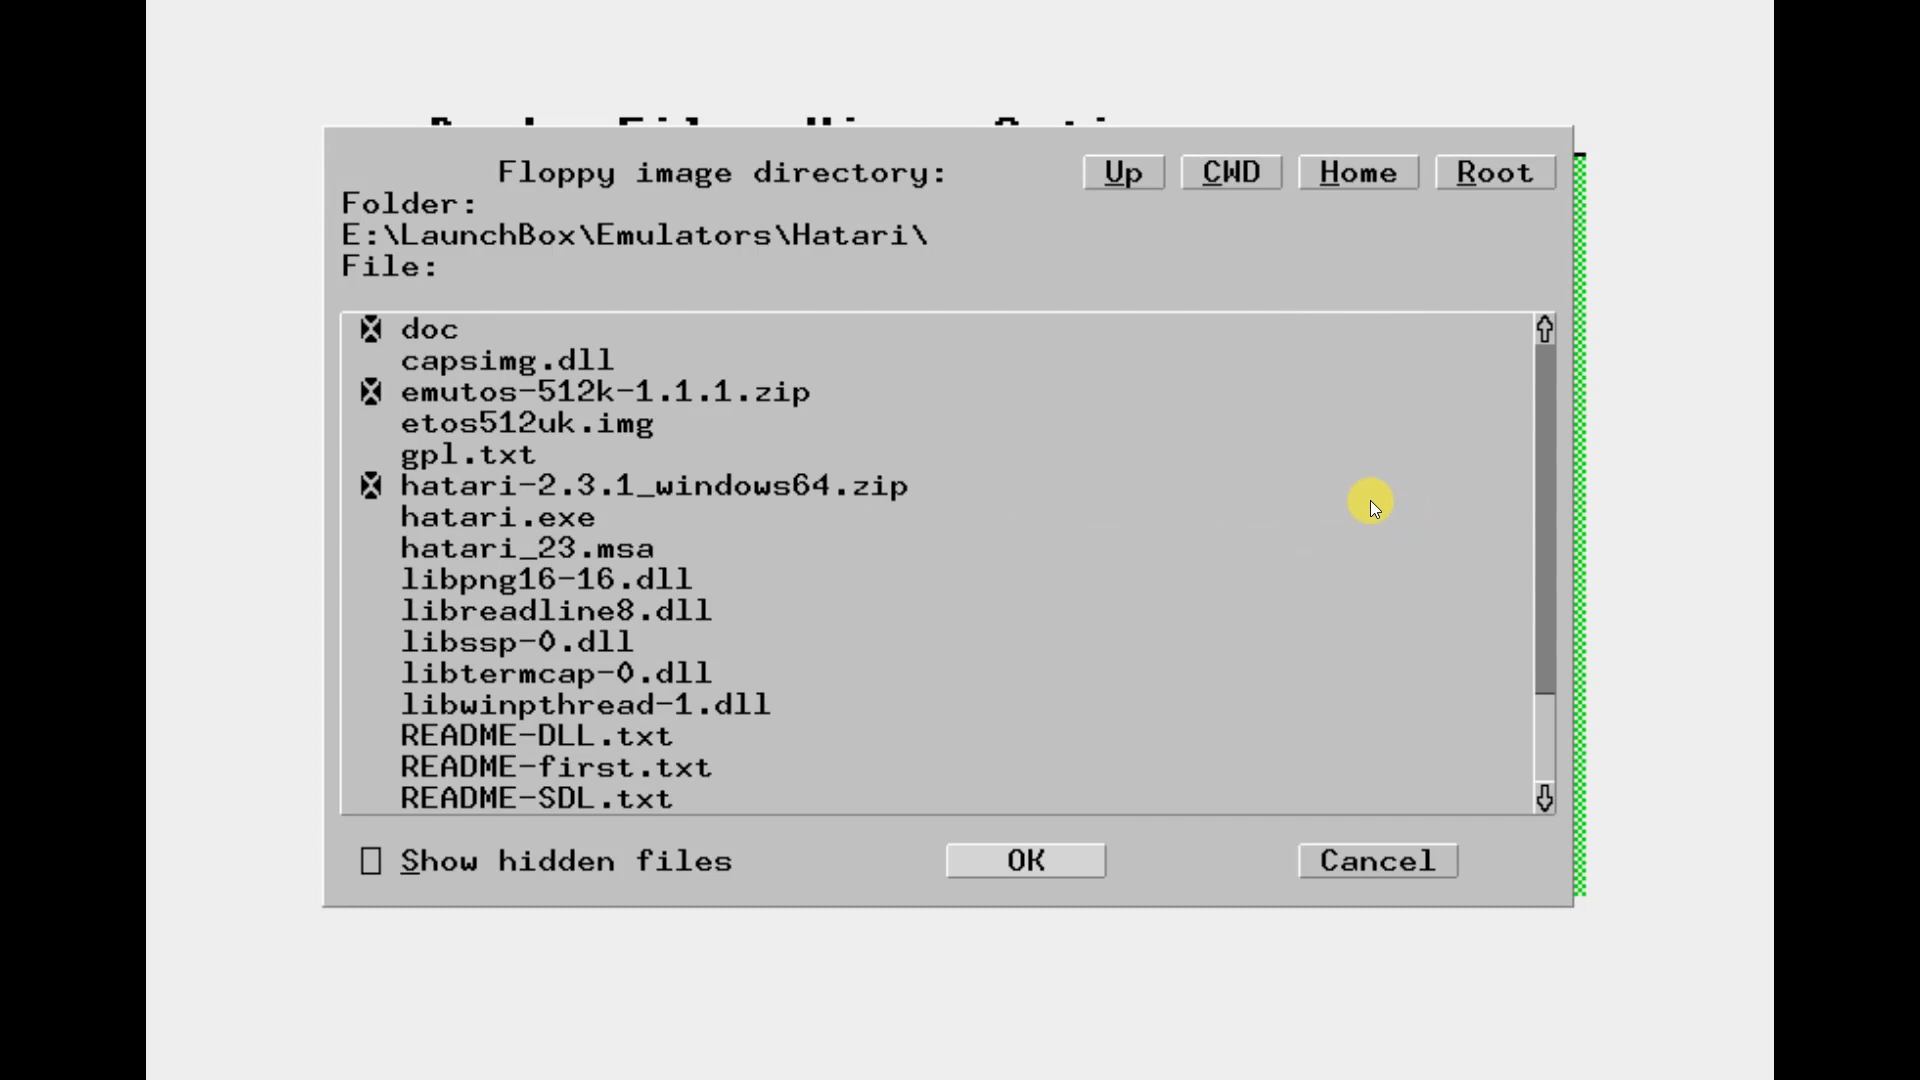 Floppy image directory: Up CWD Home Root
Folder:
E:\LaunchBox\Emulators\Hatari\
File:
doc
capsimg.dll
emutos-512k-1.1.1.zip
etos512uk.img
gpl.txt
hatari-2.3.1_windows64.zip
hatari.exe
hatari_23.msa
libpng16-16.dll
libreadline8.dll
libssp-0.dll
libtermcap-0.dll
libwinpthread-1.dll
README-DLL.txt
README-first.txt
README-SDL.txt
Show hidden files OK Cancel